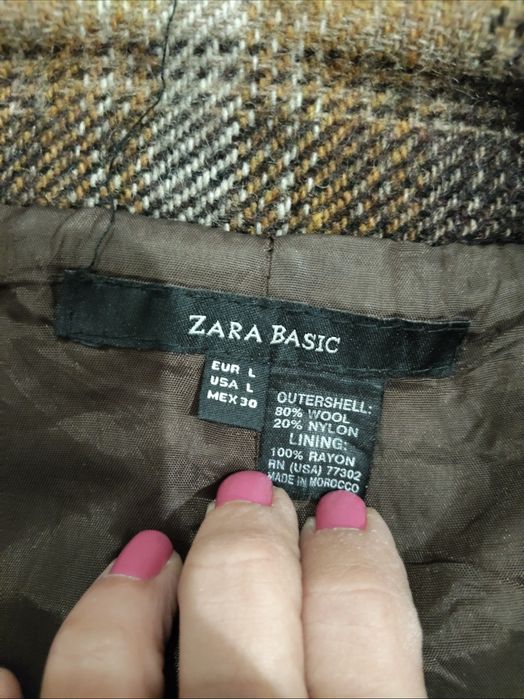 ZARA BASIC
EUR L
USA L
MEX 30
OUTERSHELL:
80% WOOL
20% NYLON
LINING:
100% RAYON
RN (USA) 77302
MADE IN MOROCCO